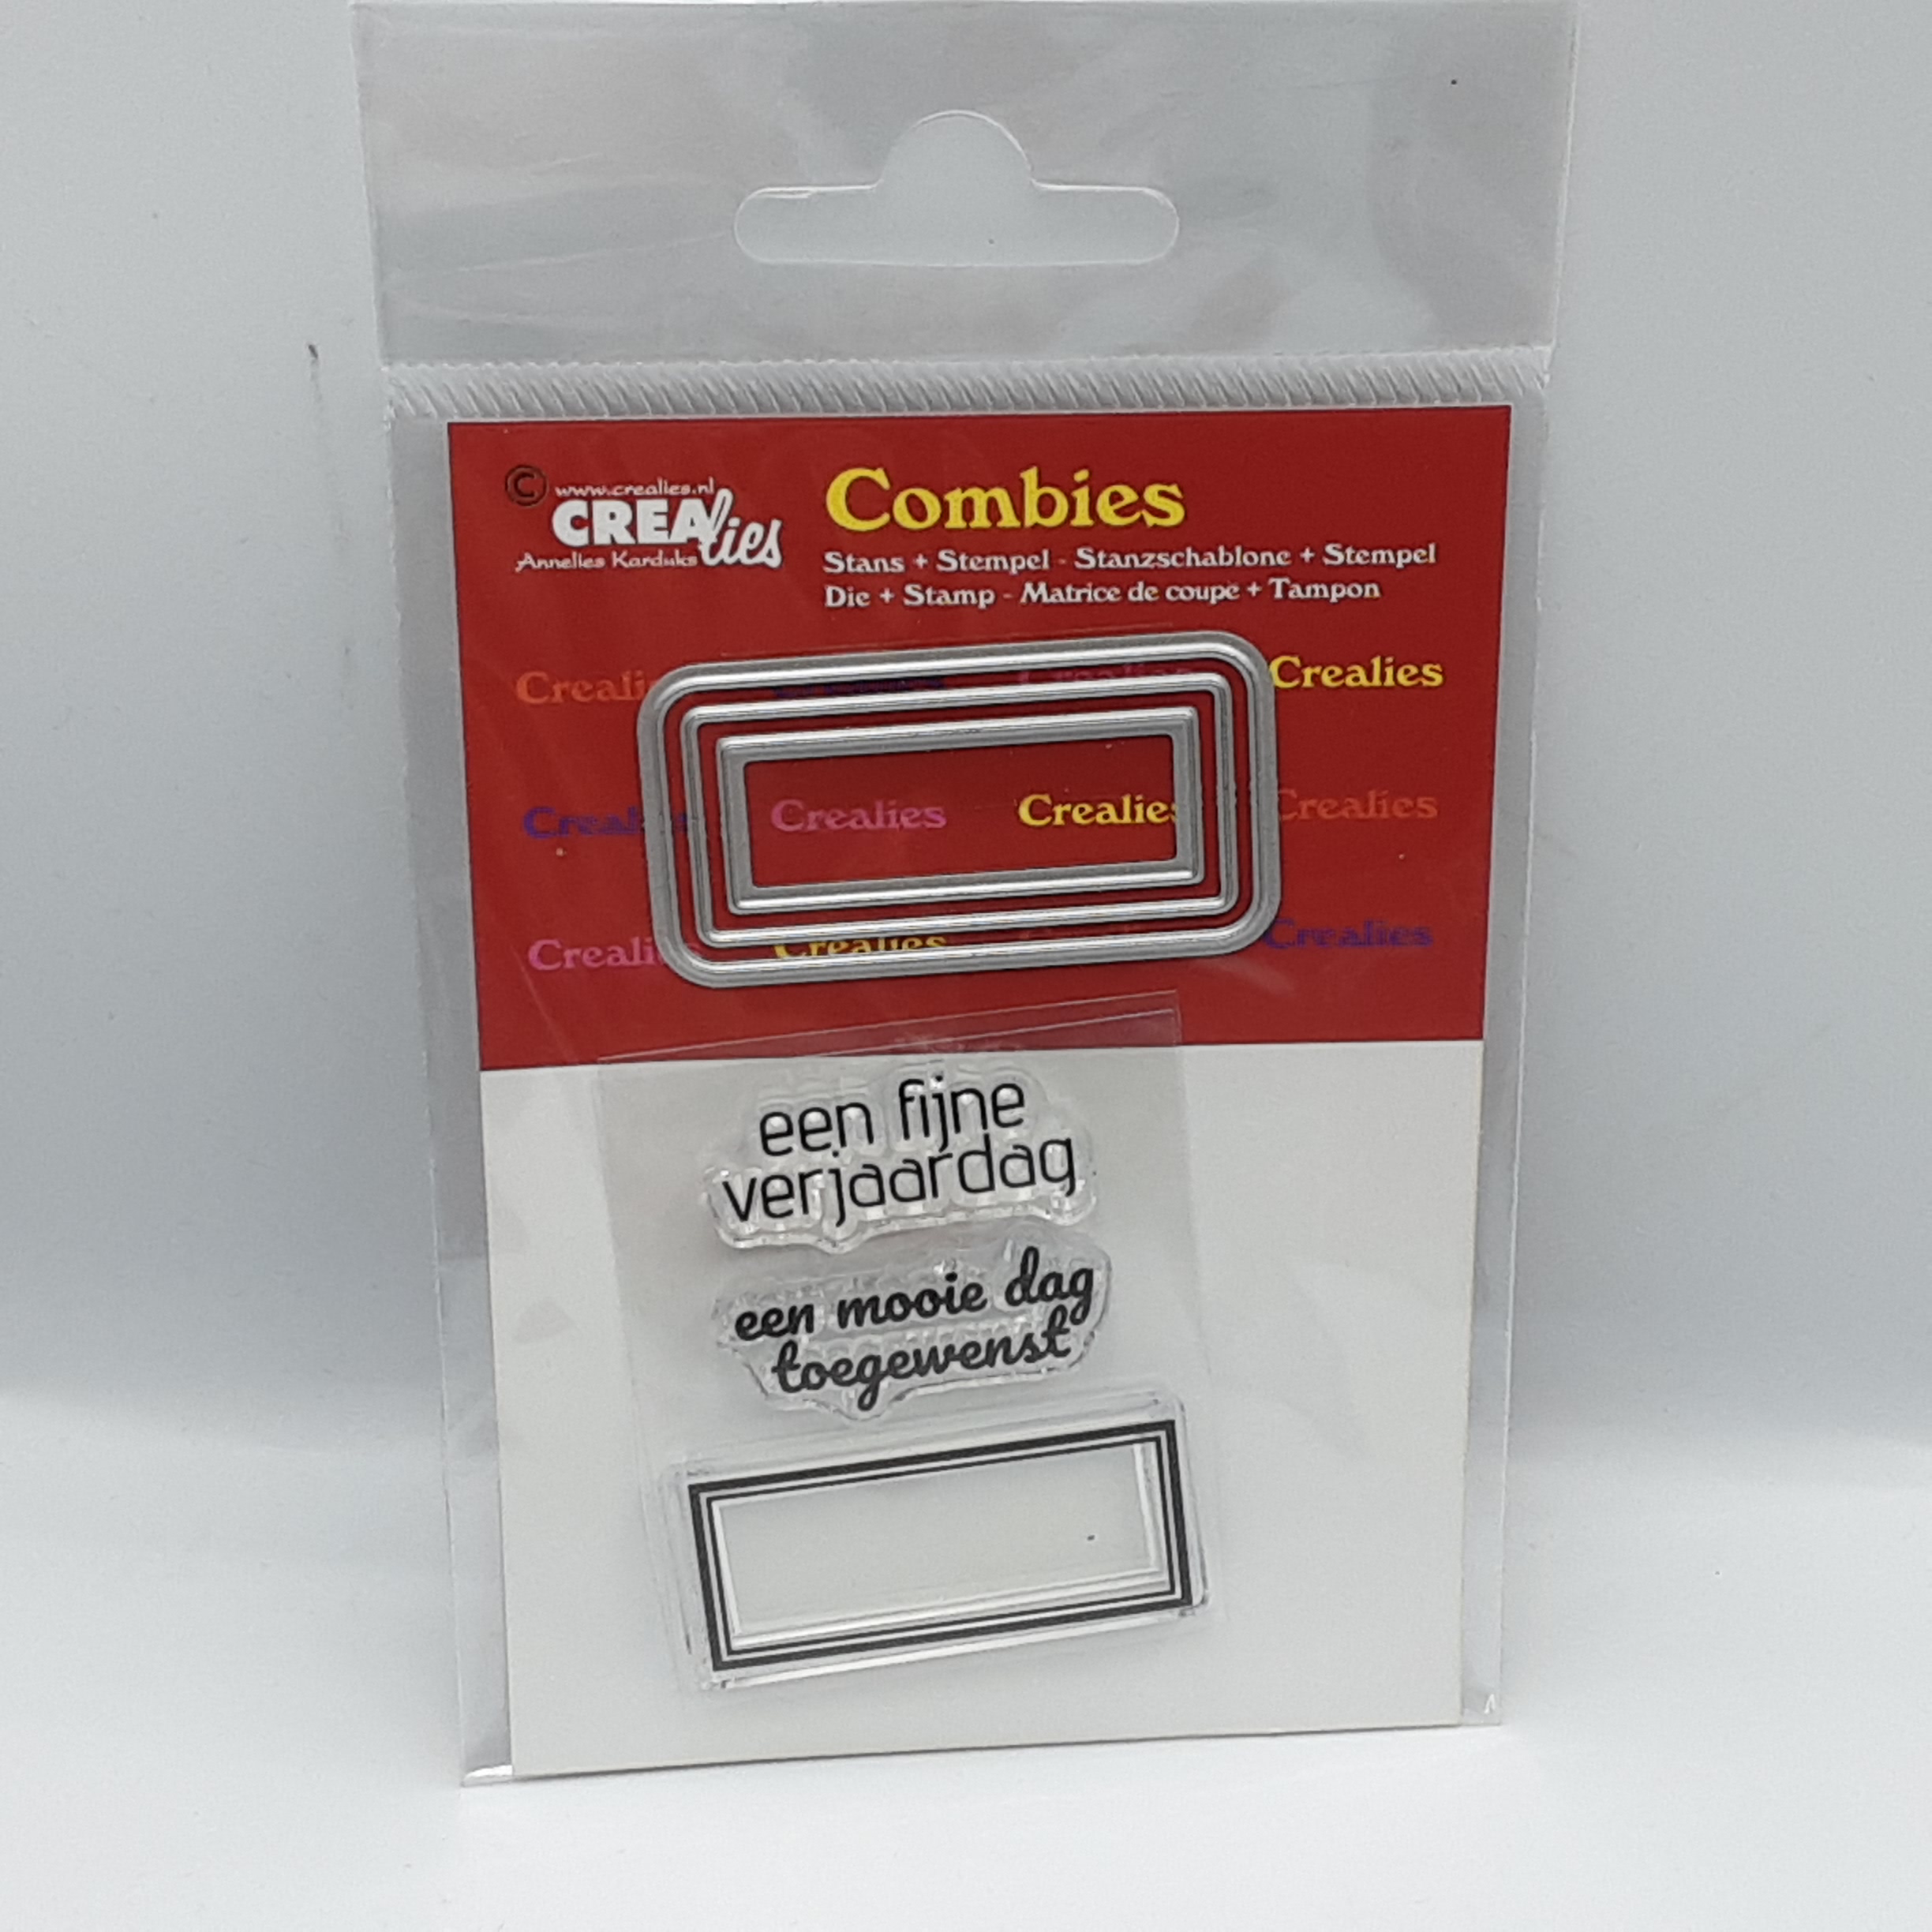 © www.crealies.nl
CREAlies
Annelies Karduks
Combies
Stans + Stempel - Stanzschablone + Stempel
Die + Stamp - Matrice de coupe + Tampon
Crealies
Crealies Crealies
Crealies
Crealies
een fijne
verjaardag
een mooie dag
toegewenst